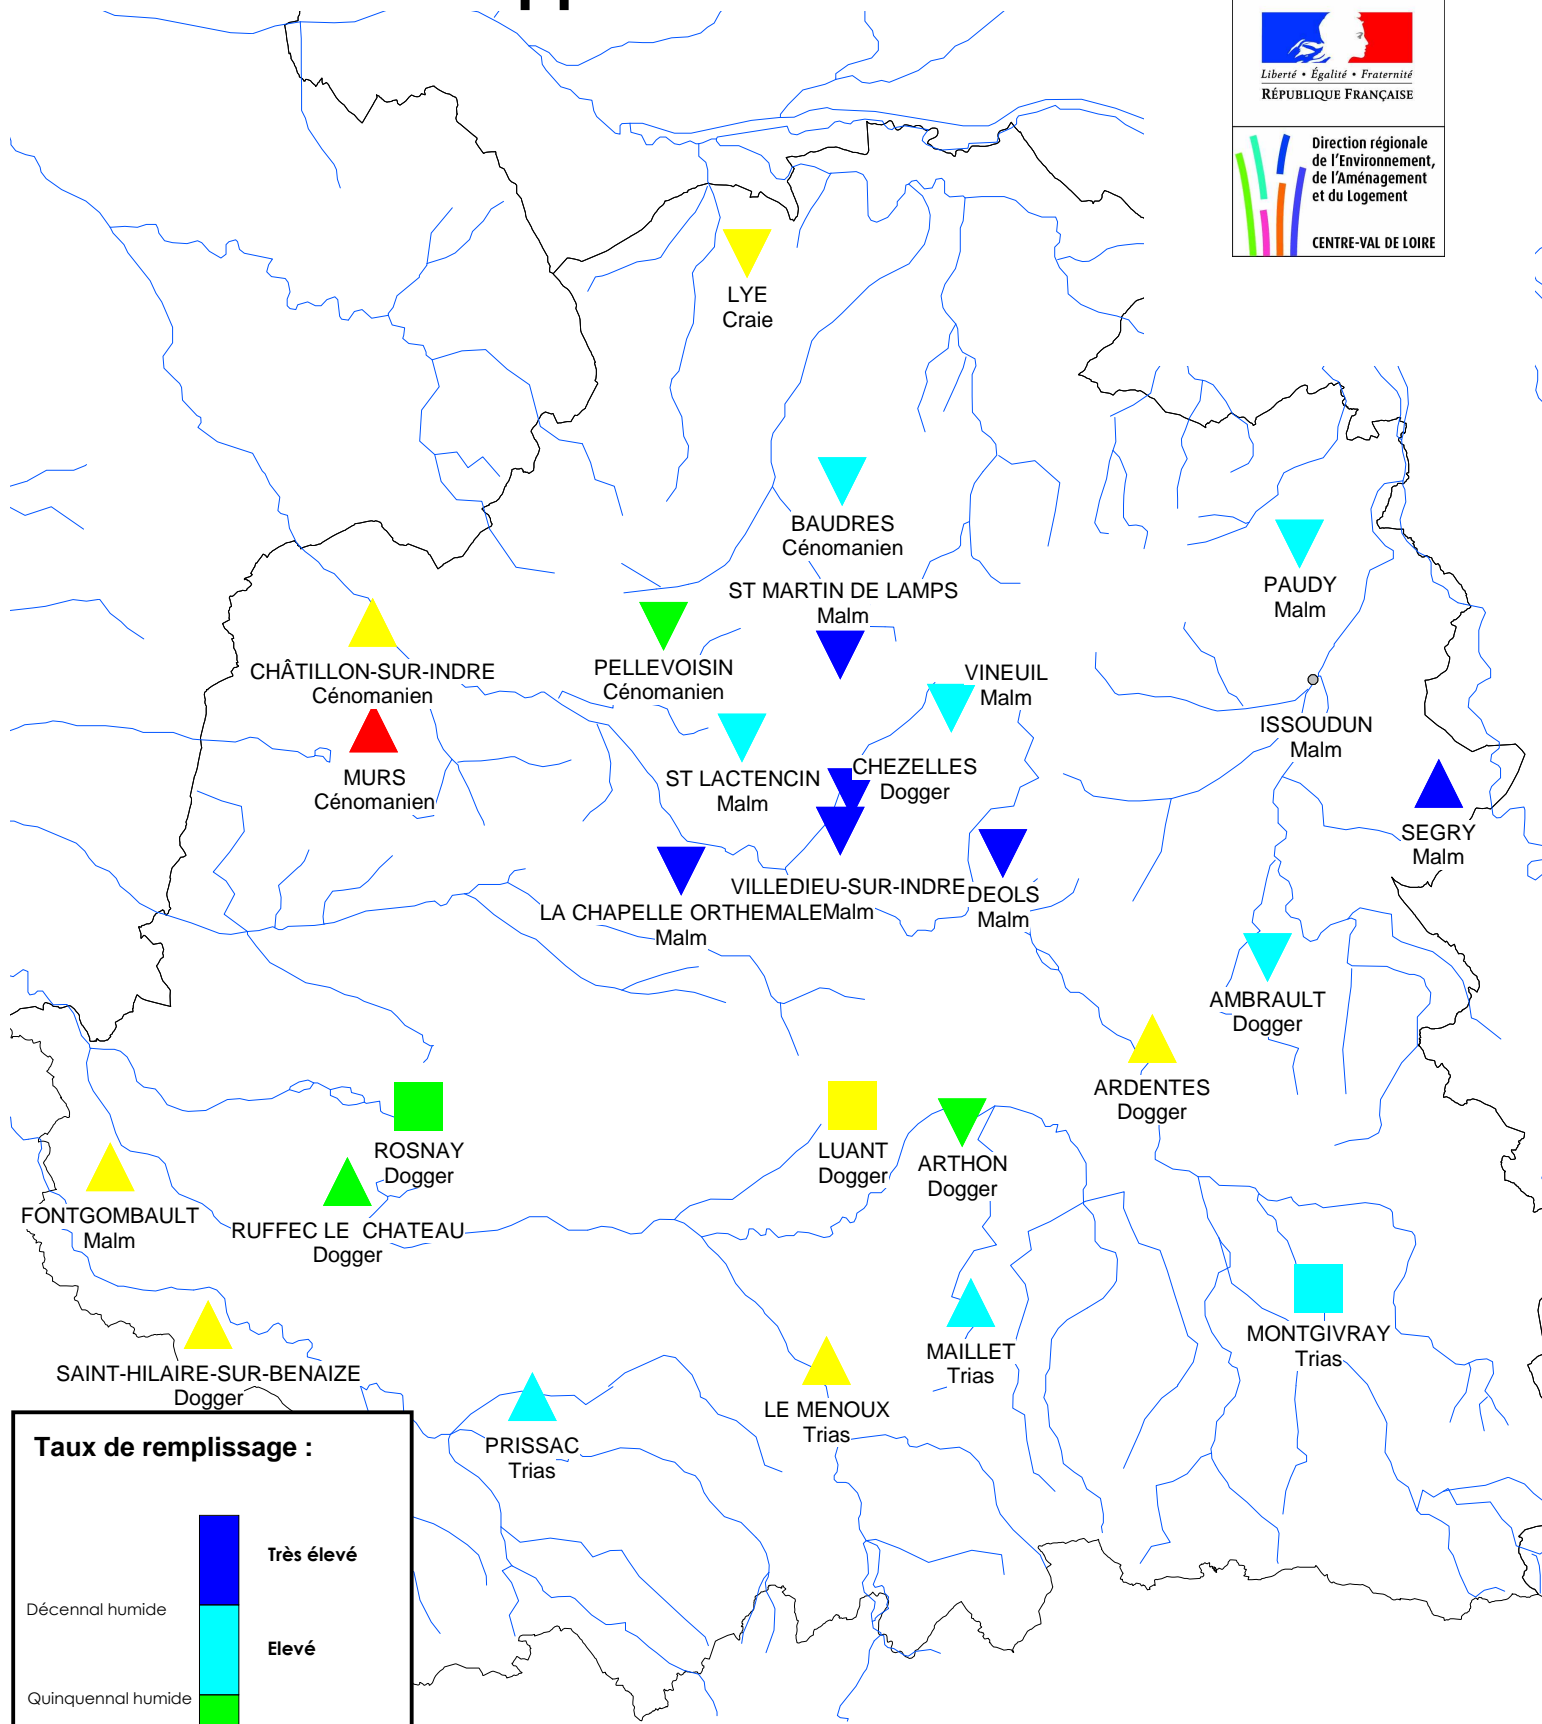 Liberté • Égalité • Fraternité
RÉPUBLIQUE FRANÇAISE
Direction régionale
de l'Environnement,
de l'Aménagement
et du Logement
CENTRE-VAL DE LOIRE
LYE
Craie
BAUDRES
Cénomanien
PAUDY
Malm
ST MARTIN DE LAMPS
Malm
CHÂTILLON-SUR-INDRE
Cénomanien
PELLEVOISIN
Cénomanien
VINEUIL
Malm
ISSOUDUN
Malm
MURS
Cénomanien
ST LACTENCIN
Malm
CHEZELLES
Dogger
SEGRY
Malm
VILLEDIEU-SUR-INDRE
Malm
DEOLS
Malm
LA CHAPELLE ORTHEMALE
Malm
AMBRAULT
Dogger
ARDENTES
Dogger
ROSNAY
Dogger
LUANT
Dogger
ARTHON
Dogger
FONTGOMBAULT
Malm
RUFFEC LE  CHATEAU
Dogger
MAILLET
Trias
MONTGIVRAY
Trias
SAINT-HILAIRE-SUR-BENAIZE
Dogger
LE MENOUX
Trias
PRISSAC
Trias
Taux de remplissage :
Très élevé
Décennal humide
Elevé
Quinquennal humide